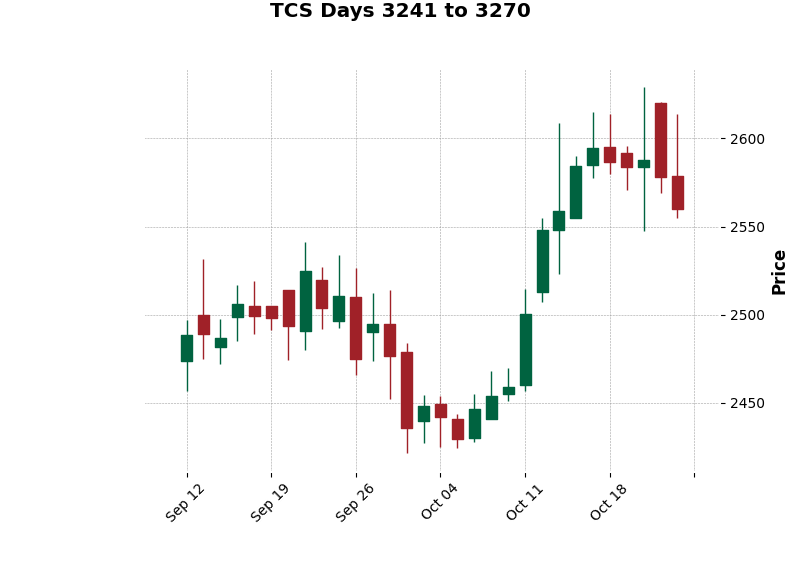 TCS Days 3241 to 3270
2600
2550
2500
2450
Price
Sep 12
Sep 19
Sep 26
Oct 04
Oct 11
Oct 18